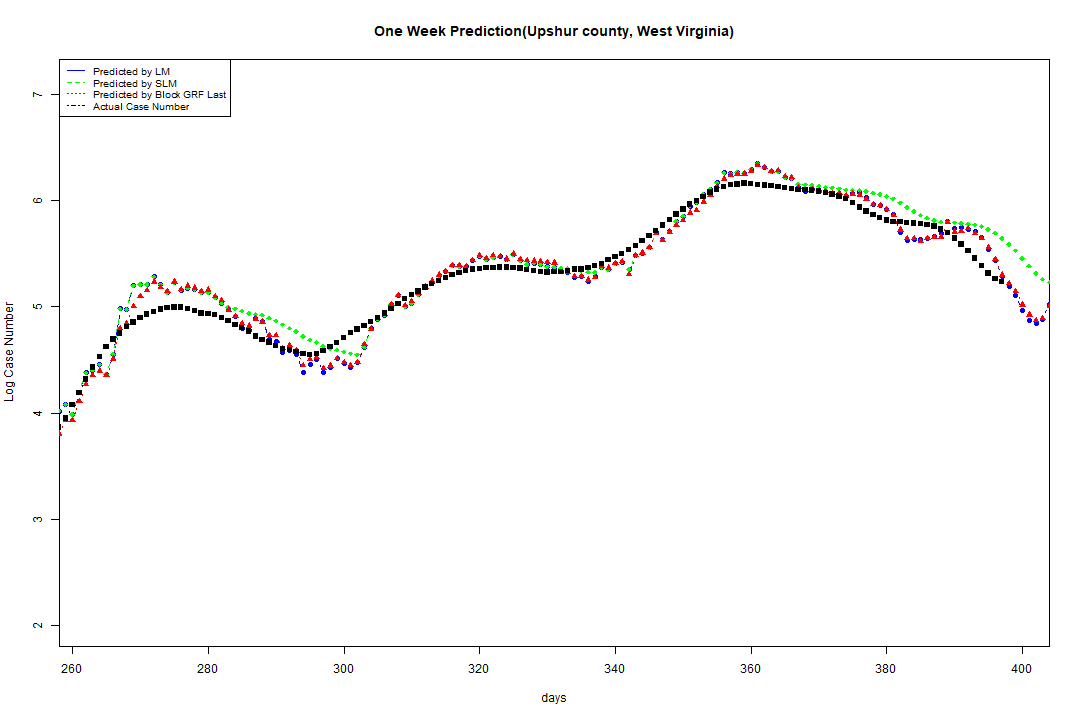 One Week Prediction(Upshur county, West Virginia)
Predicted by LM
Predicted by SLM
Predicted by Block GRF Last
Actual Case Number
7
6
5
4
3
2
Log Case Number
260 280 300 320 340 360 380 400
days